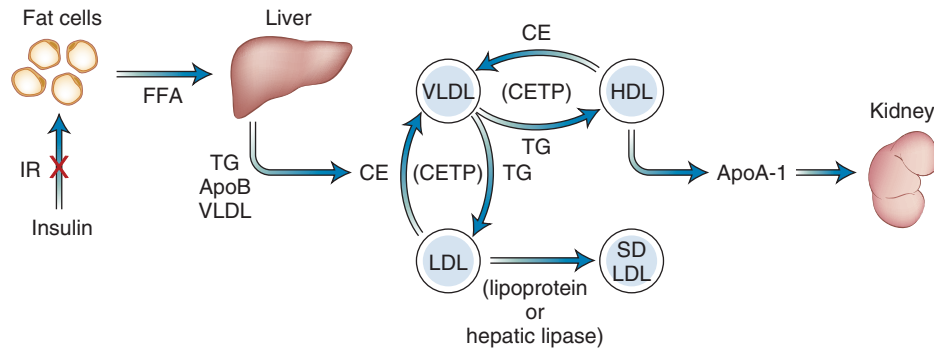 Fat cells
Liver
CE
FFA
VLDL
(CETP)
HDL
TG
Kidney
IR
X
TG
ApoB
VLDL
CE
(CETP)
TG
ApoA-1
Insulin
LDL
SD
LDL
(lipoprotein
or
hepatic lipase)